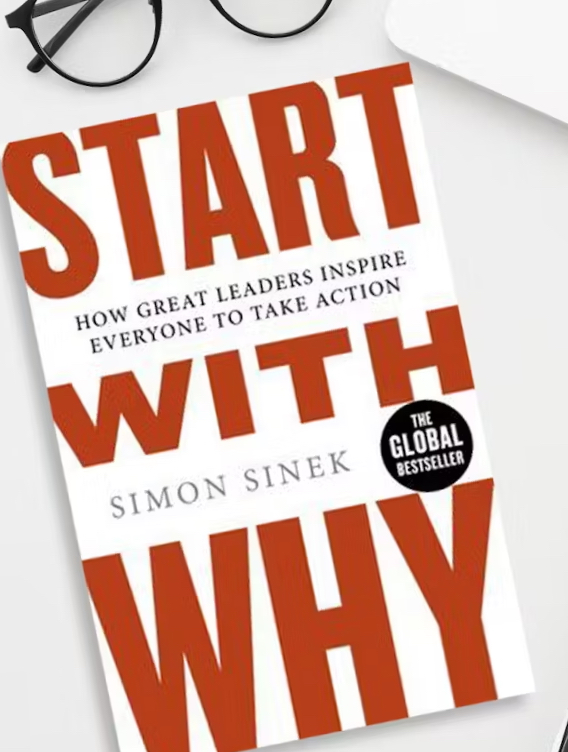 START
HOW GREAT LEADERS INSPIRE
EVERYONE TO TAKE ACTION
WITH
SIMON SINEK
THE
GLOBAL
BESTSELLER
WHY